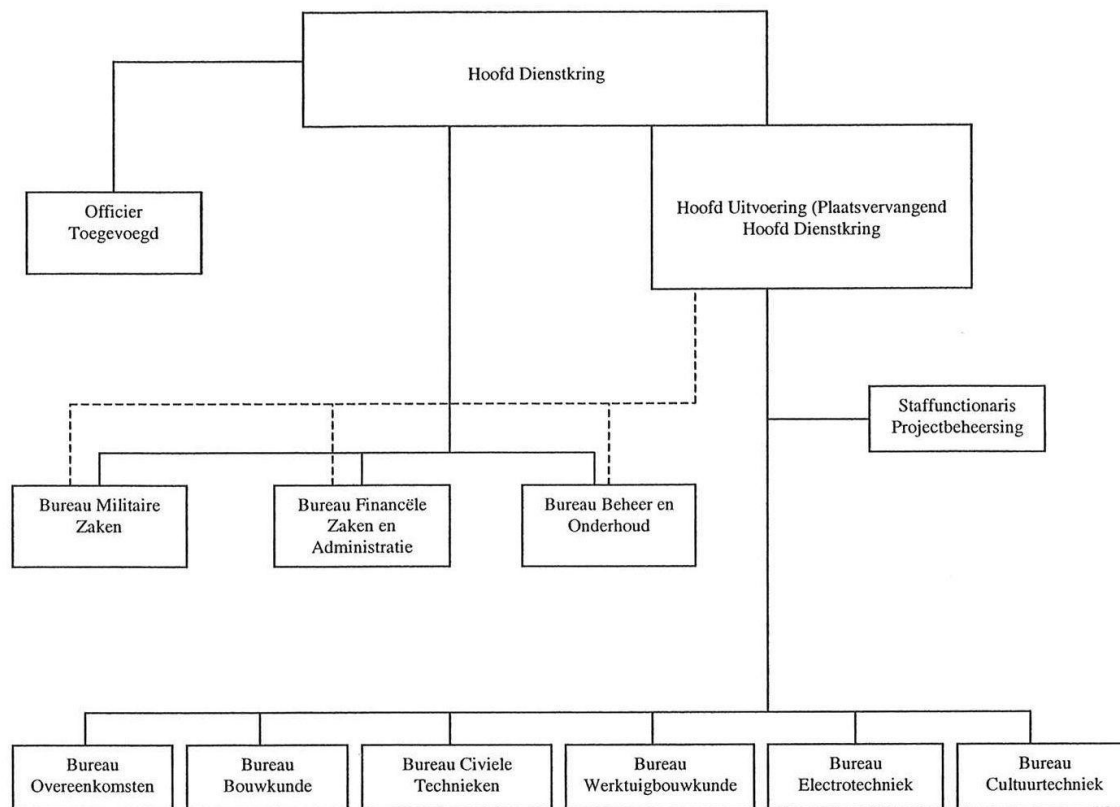 Hoofd Dienstkring
Officier
Toegevoegd
Hoofd Uitvoering (Plaatsvervangend
Hoofd Dienstkring
Staffunctionaris
Projectbeheersing
Bureau Militaire
Zaken
Bureau Financële
Zaken en
Administratie
Bureau Beheer en
Onderhoud
Bureau
Overeenkomsten
Bureau
Bouwkunde
Bureau Civiele
Technieken
Bureau
Werktuigbouwkunde
Bureau
Electrotechniek
Bureau
Cultuurtechniek